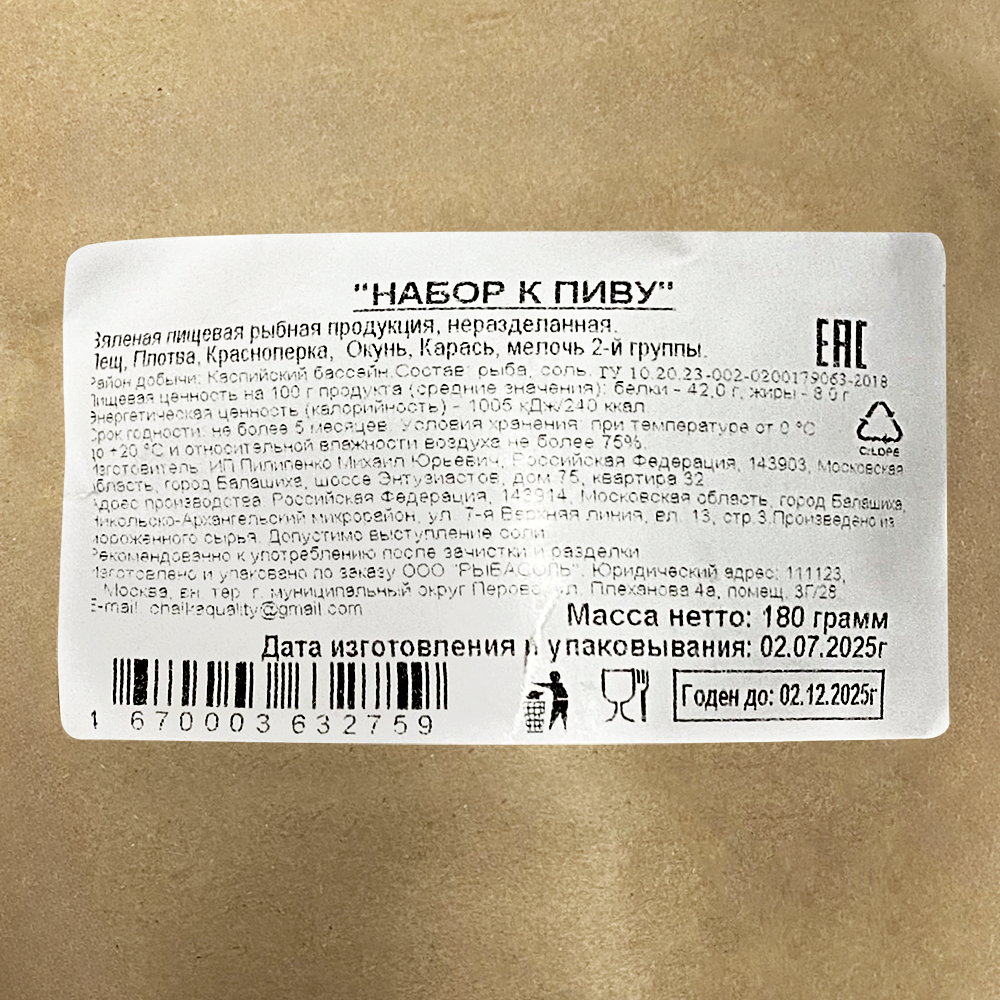 "НАБОР К ПИВУ"
Вяленая пищевая рыбная продукция, неразделанная.
Лещ, Плотва, Красноперка, Окунь, Карась, мелочь 2-й группы.
EAC
Район добычи: Каспийский бассейн.Состав: рыба, соль. ТУ 10.20.23-002-0200179063-2018
Пищевая ценность на 100 г продукта (средние значения): белки - 42,0 г; жиры - 8,0 г
Энергетическая ценность (калорийность) - 1005 кДж/240 ккал.
Срок годности: не более 5 месяцев. Условия хранения: при температуре от 0 °С
до +20 °С и относительной влажности воздуха не более 75%.
C/LDPE
Изготовитель: ИП Пилипенко Михаил Юрьевич, Российская Федерация, 143903, Московская
область, город Балашиха, шоссе Энтузиастов, дом 75, квартира 32
Адрес производства: Российская Федерация, 143914, Московская область, город Балашиха,
Никольско-Архангельский микрорайон, ул. 7-я Верхняя линия, вл. 13, стр.3.Произведено из
мороженного сырья. Допустимо выступление соли.
Рекомендованно к употреблению после зачистки и разделки
Изготовлено и упаковано по заказу ООО "РЫБАСОЛЬ". Юридический адрес: 111123,
г. Москва, вн. тер. г. муниципальный округ Перово, ул. Плеханова 4а, помещ. 3Г/28.
E-mail: chaikaquality@gmail.com
Масса нетто: 180 грамм
Дата изготовления и упаковывания: 02.07.2025г
Годен до: 02.12.2025г
1 670003 632759